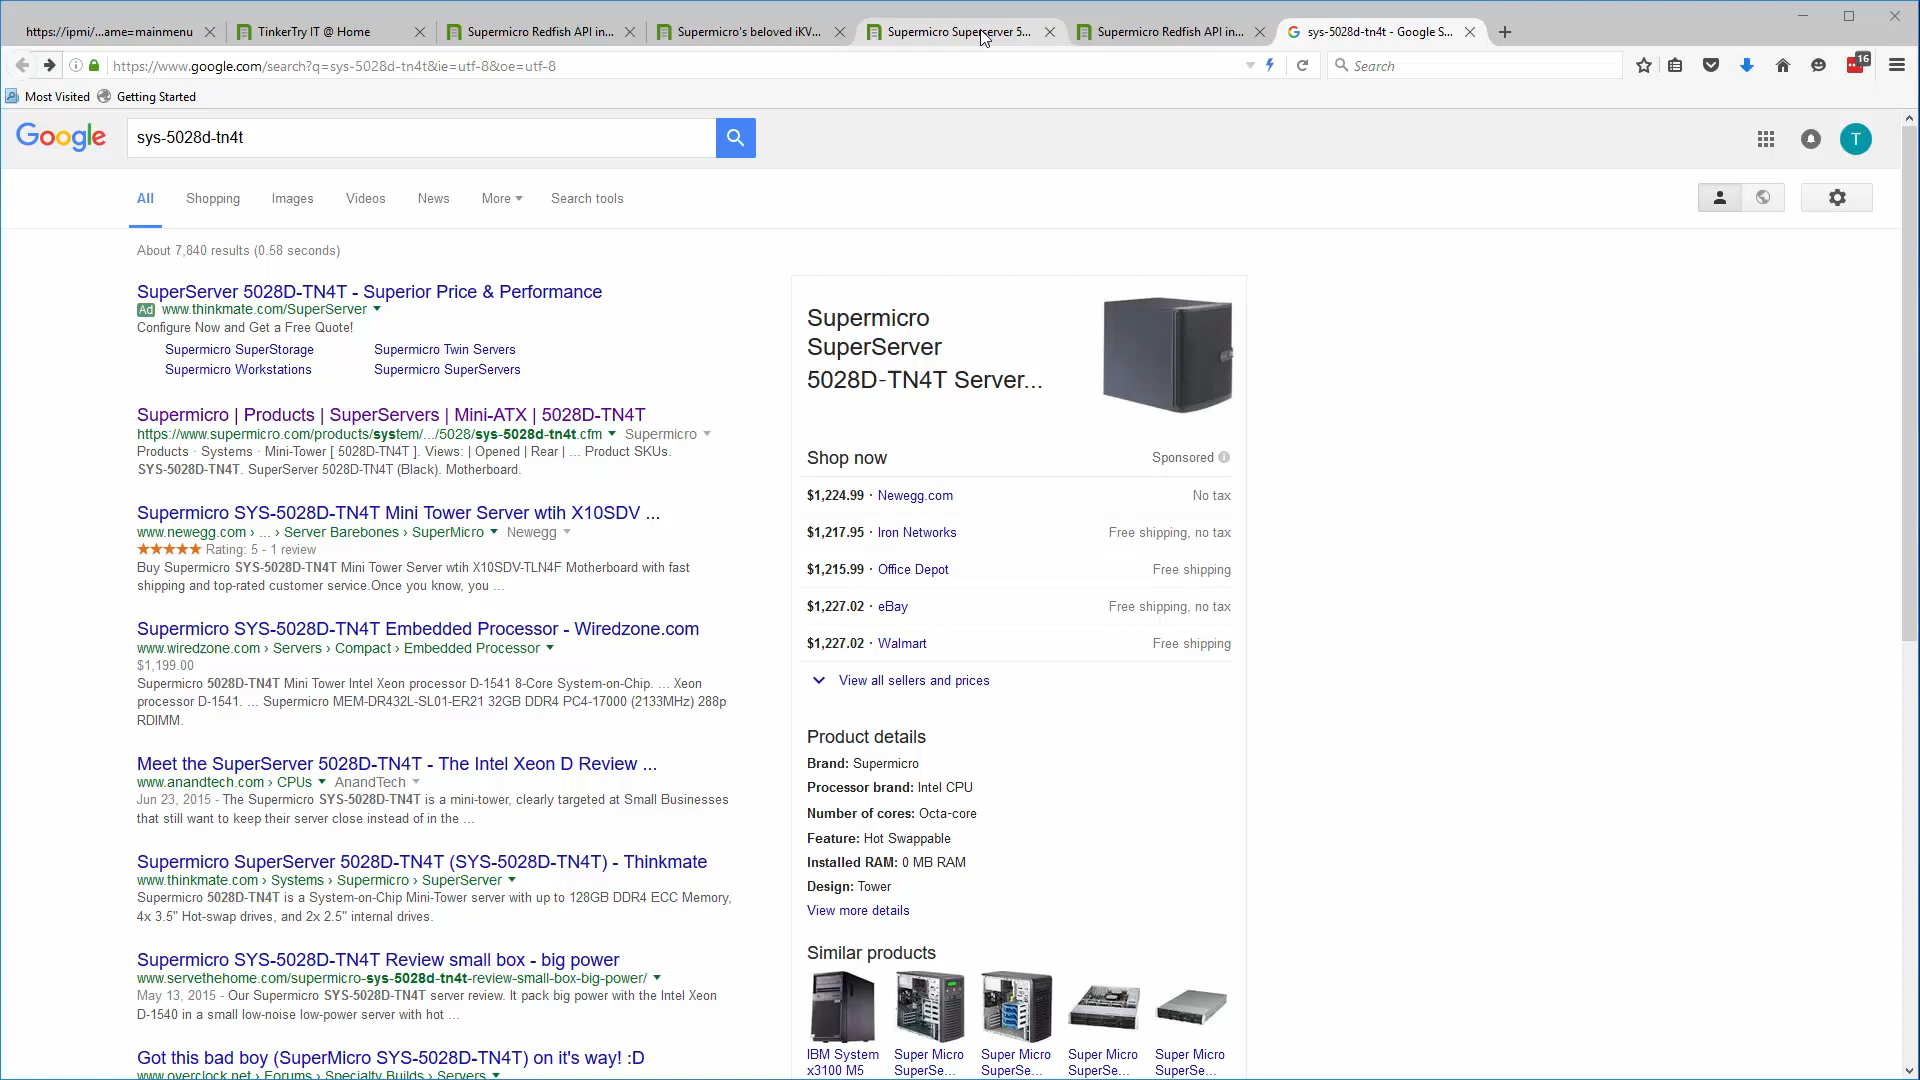 https://ipmi/...ame=mainmenu
TinkerTry IT @ Home
Supermicro Redfish API in...
Supermicro's beloved iKV...
Supermicro Superserver 5...
Supermicro Redfish API in...
sys-5028d-tn4t - Google S...
https://www.google.com/search?q=sys-5028d-tn4t&ie=utf-8&oe=utf-8
Search
16
Most Visited
Getting Started
Google
sys-5028d-tn4t
T
All
Shopping
Images
Videos
News
More
Search tools
About 7,840 results (0.58 seconds)
SuperServer 5028D-TN4T - Superior Price & Performance
Ad www.thinkmate.com/SuperServer
Configure Now and Get a Free Quote!
Supermicro SuperStorage
Supermicro Twin Servers
Supermicro Workstations
Supermicro SuperServers
Supermicro | Products | SuperServers | Mini-ATX | 5028D-TN4T
https://www.supermicro.com/products/system/.../5028/sys-5028d-tn4t.cfm Supermicro
Products · Systems · Mini-Tower [ 5028D-TN4T ]. Views: | Opened | Rear | ... Product SKUs.
SYS-5028D-TN4T. SuperServer 5028D-TN4T (Black). Motherboard.
Supermicro SYS-5028D-TN4T Mini Tower Server wtih X10SDV ...
www.newegg.com › ... › Server Barebones › SuperMicro Newegg
Rating: 5 - 1 review
Buy Supermicro SYS-5028D-TN4T Mini Tower Server wtih X10SDV-TLN4F Motherboard with fast
shipping and top-rated customer service.Once you know, you ...
Supermicro SYS-5028D-TN4T Embedded Processor - Wiredzone.com
www.wiredzone.com › Servers › Compact › Embedded Processor
$1,199.00
Supermicro 5028D-TN4T Mini Tower Intel Xeon processor D-1541 8-Core System-on-Chip. ... Xeon
processor D-1541. ... Supermicro MEM-DR432L-SL01-ER21 32GB DDR4 PC4-17000 (2133MHz) 288p
RDIMM.
Meet the SuperServer 5028D-TN4T - The Intel Xeon D Review ...
www.anandtech.com › CPUs AnandTech
Jun 23, 2015 - The Supermicro SYS-5028D-TN4T is a mini-tower, clearly targeted at Small Businesses
that still want to keep their server close instead of in the ...
Supermicro SuperServer 5028D-TN4T (SYS-5028D-TN4T) - Thinkmate
www.thinkmate.com › Systems › Supermicro › SuperServer
Supermicro 5028D-TN4T is a System-on-Chip Mini-Tower server with up to 128GB DDR4 ECC Memory,
4x 3.5" Hot-swap drives, and 2x 2.5" internal drives.
Supermicro SYS-5028D-TN4T Review small box - big power
www.servethehome.com/supermicro-sys-5028d-tn4t-review-small-box-big-power/
May 13, 2015 - Our Supermicro SYS-5028D-TN4T server review. It pack big power with the Intel Xeon
D-1540 in a small low-noise low-power server with hot ...
Got this bad boy (SuperMicro SYS-5028D-TN4T) on it's way! :D
www.overclock.net › Forums › Specialty Builds › Servers
Supermicro
SuperServer
5028D-TN4T Server...
Shop now
Sponsored
$1,224.99 · Newegg.com No tax
$1,217.95 · Iron Networks Free shipping, no tax
$1,215.99 · Office Depot Free shipping
$1,227.02 · eBay Free shipping, no tax
$1,227.02 · Walmart Free shipping
View all sellers and prices
Product details
Brand: Supermicro
Processor brand: Intel CPU
Number of cores: Octa-core
Feature: Hot Swappable
Installed RAM: 0 MB RAM
Design: Tower
View more details
Similar products
IBM System
x3100 M5
Super Micro
SuperSe...
Super Micro
SuperSe...
Super Micro
SuperSe...
Super Micro
SuperSe...